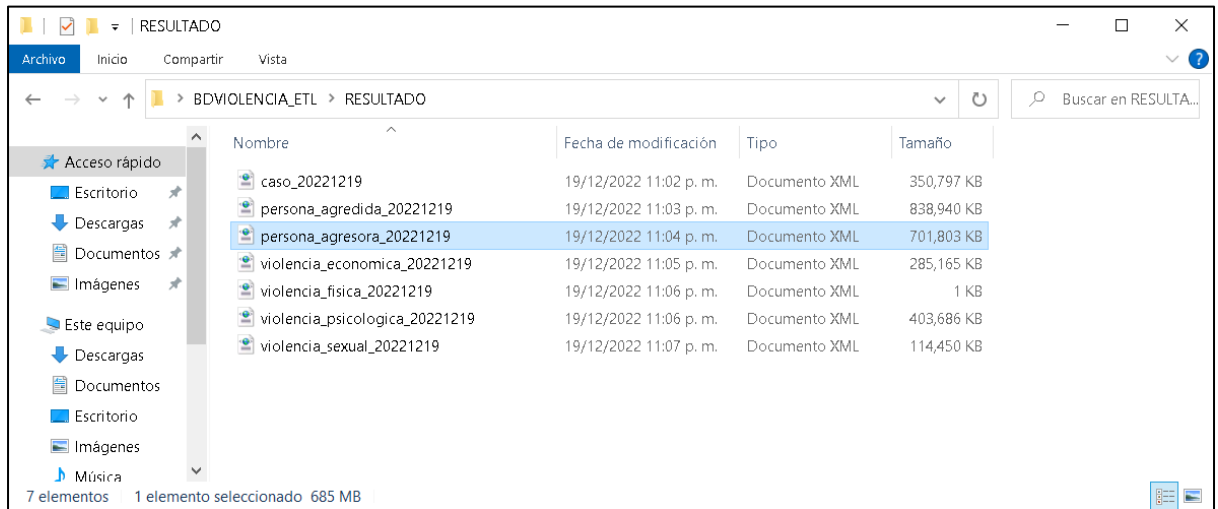 RESULTADO
Archivo Inicio Compartir Vista
BDVIOLENCIA_ETL > RESULTADO Buscar en RESULTA...
Nombre Fecha de modificación Tipo Tamaño
Acceso rápido
Escritorio
Descargas
Documentos
Imágenes
Este equipo
Descargas
Documentos
Escritorio
Imágenes
Música
caso_20221219 19/12/2022 11:02 p. m. Documento XML 350,797 KB
persona_agredida_20221219 19/12/2022 11:03 p. m. Documento XML 838,940 KB
persona_agresora_20221219 19/12/2022 11:04 p. m. Documento XML 701,803 KB
violencia_economica_20221219 19/12/2022 11:05 p. m. Documento XML 285,165 KB
violencia_fisica_20221219 19/12/2022 11:06 p. m. Documento XML 1 KB
violencia_psicologica_20221219 19/12/2022 11:06 p. m. Documento XML 403,686 KB
violencia_sexual_20221219 19/12/2022 11:07 p. m. Documento XML 114,450 KB
7 elementos 1 elemento seleccionado 685 MB